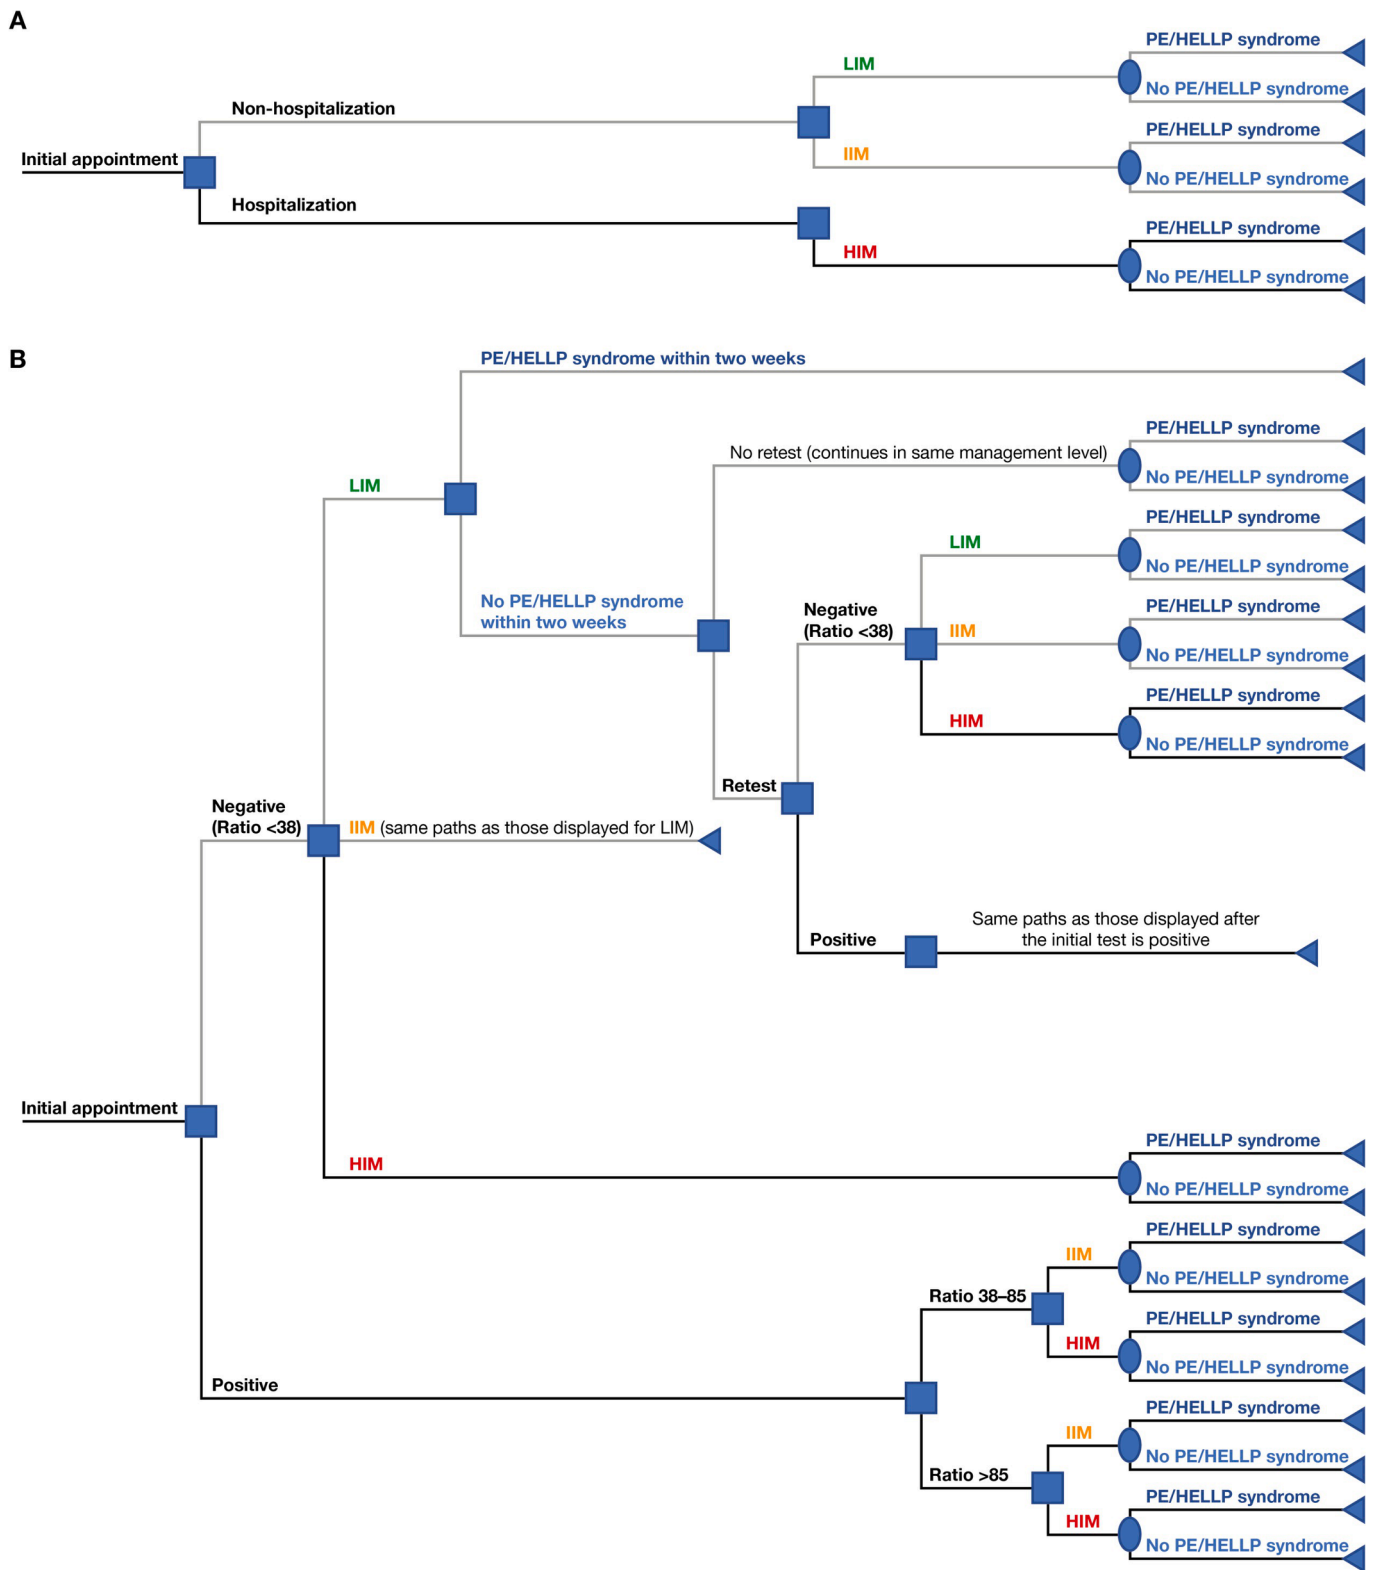 A
PE/HELLP syndrome
LIM
No PE/HELLP syndrome
Non-hospitalization
PE/HELLP syndrome
IIM
Initial appointment
No PE/HELLP syndrome
Hospitalization
PE/HELLP syndrome
HIM
No PE/HELLP syndrome
B
PE/HELLP syndrome within two weeks
PE/HELLP syndrome
No retest (continues in same management level)
No PE/HELLP syndrome
LIM
PE/HELLP syndrome
LIM
No PE/HELLP syndrome
No PE/HELLP syndrome
within two weeks
PE/HELLP syndrome
Negative
(Ratio <38)
IIM
No PE/HELLP syndrome
PE/HELLP syndrome
HIM
No PE/HELLP syndrome
Retest
Negative
(Ratio <38)
IIM (same paths as those displayed for LIM)
Same paths as those displayed after
the initial test is positive
Positive
Initial appointment
PE/HELLP syndrome
HIM
No PE/HELLP syndrome
PE/HELLP syndrome
IIM
No PE/HELLP syndrome
Ratio 38–85
PE/HELLP syndrome
HIM
No PE/HELLP syndrome
Positive
PE/HELLP syndrome
IIM
No PE/HELLP syndrome
Ratio >85
PE/HELLP syndrome
HIM
No PE/HELLP syndrome